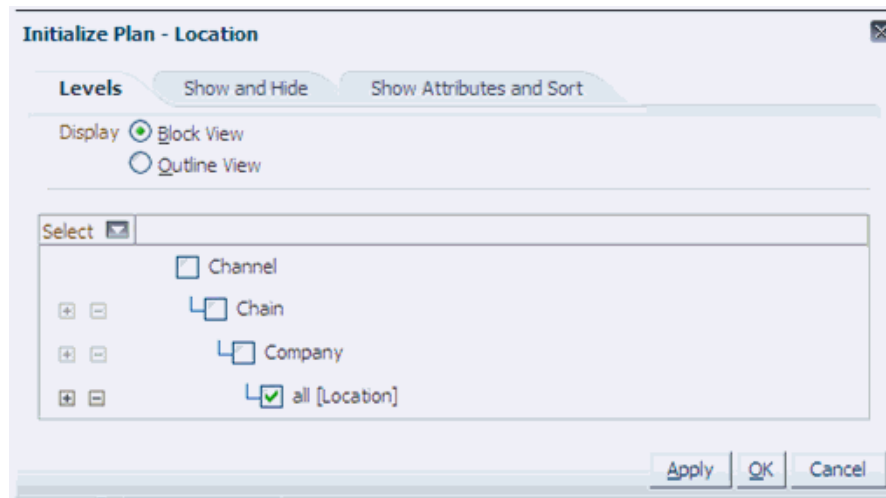 Initialize Plan - Location
Levels Show and Hide Show Attributes and Sort
Display Block View
Outline View
Select
Channel
Chain
Company
all [Location]
Apply OK Cancel